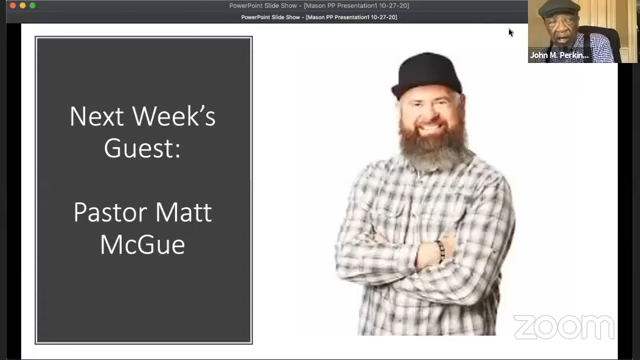 PowerPoint Slide Show - [Mason PP Presentation1 10-27-20]
PowerPoint Slide Show - [Mason PP Presentation1 10-27-20]
John M. Perkin...
Next Week's
Guest:
Pastor Matt
McGue
zoom